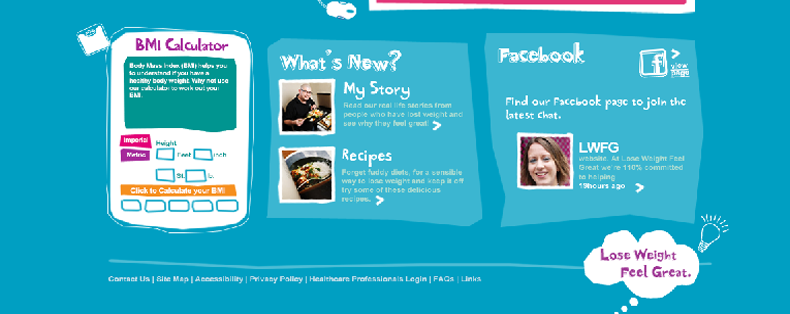 BMI Calculator
Body Mass Index (BMI) helps you
to understand if you have a
healthy body weight. Why not use
our calculator to work out your
BMI.
Imperial
Metric
Height
Feet
Inch
St.
lb.
Click to Calculate your BMI
What's New?
My Story
Read our real life stories from
people who have lost weight and
see why they feel great!
Recipes
Forget fuddy diets, for a sensible
way to lose weight and keep it off
try some of these delicious
recipes.
Facebook
f
view
page
Find our Facebook page to join the
latest chat.
LWFG
website. At Lose Weight Feel
Great we're 110% committed
to helping
19hours ago
Contact Us | Site Map | Accessibility | Privacy Policy | Healthcare Professionals Login | FAQs | Links
Lose Weight
Feel Great.